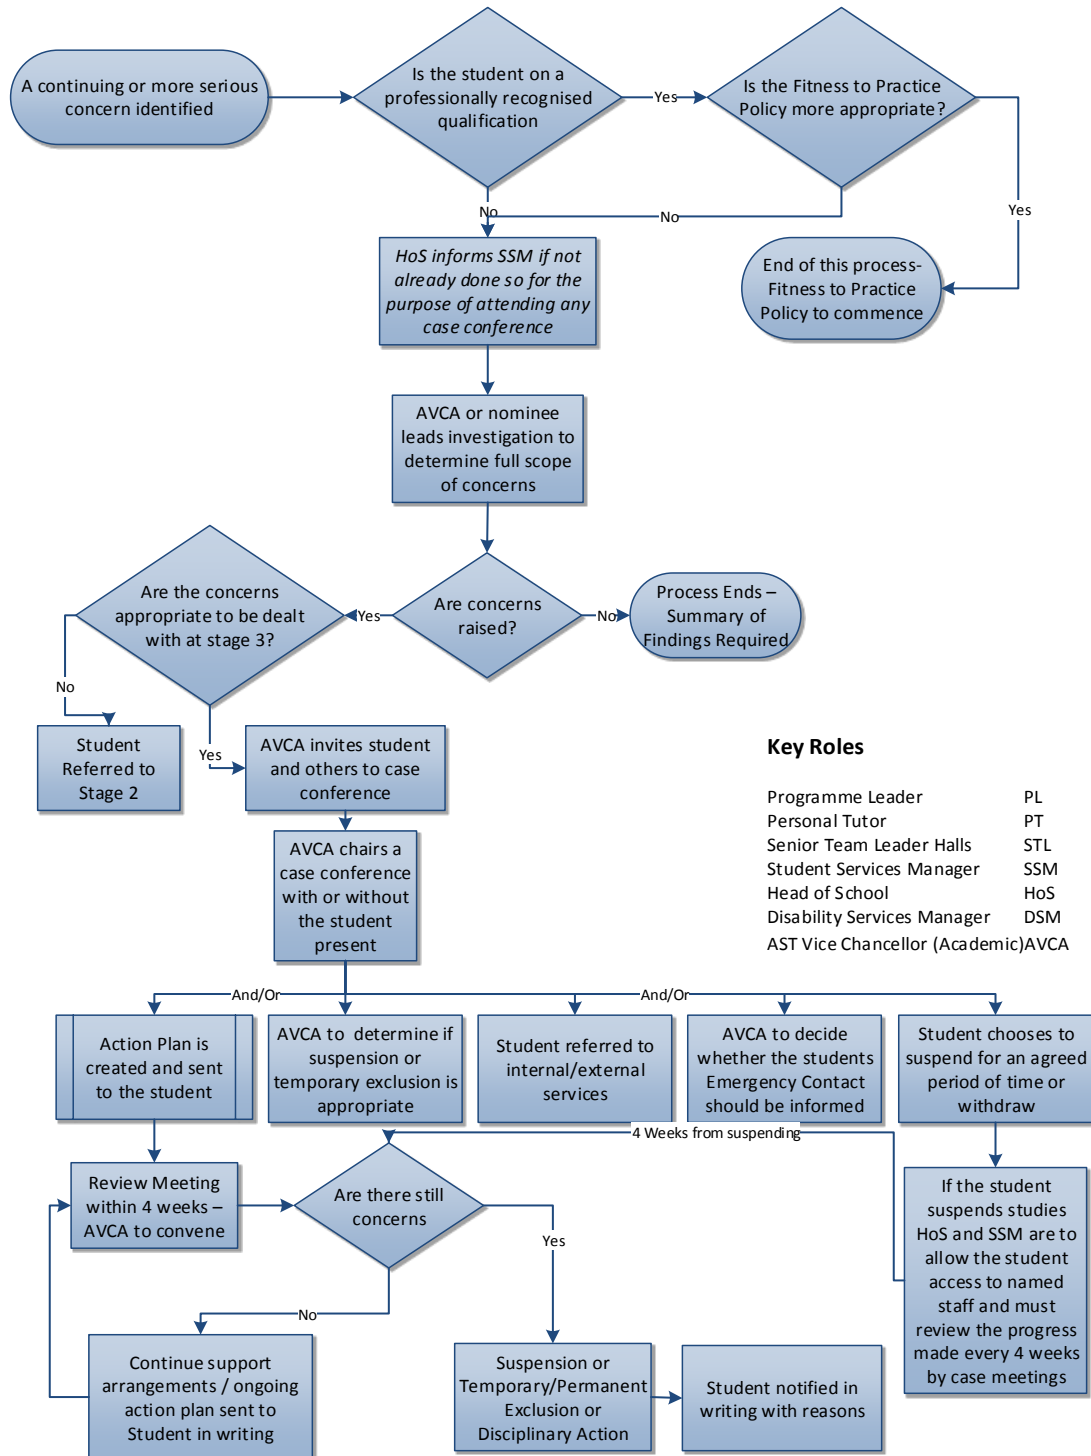 A continuing or more serious
concern identified
Is the student on a
professionally recognised
qualification
Yes
Is the Fitness to Practice
Policy more appropriate?
No
No
Yes
HoS informs SSM if not
already done so for the
purpose of attending any
case conference
End of this process-
Fitness to Practice
Policy to commence
AVCA or nominee
leads investigation to
determine full scope
of concerns
Are the concerns
appropriate to be dealt
with at stage 3?
Yes
Are concerns
raised?
No
Process Ends –
Summary of
Findings Required
No
Student
Referred to
Stage 2
Yes
AVCA invites student
and others to case
conference
AVCA chairs a
case conference
with or without
the student
present
Key Roles
Programme Leader PL
Personal Tutor PT
Senior Team Leader Halls STL
Student Services Manager SSM
Head of School HoS
Disability Services Manager DSM
AST Vice Chancellor (Academic)AVCA
And/Or
And/Or
Action Plan is
created and sent
to the student
AVCA to determine if
suspension or
temporary exclusion is
appropriate
Student referred to
internal/external
services
AVCA to decide
whether the students
Emergency Contact
should be informed
Student chooses to
suspend for an agreed
period of time or
withdraw
4 Weeks from suspending
Review Meeting
within 4 weeks –
AVCA to convene
Are there still
concerns
Yes
No
If the student
suspends studies
HoS and SSM are to
allow the student
access to named
staff and must
review the progress
made every 4 weeks
by case meetings
Continue support
arrangements / ongoing
action plan sent to
Student in writing
Suspension or
Temporary/Permanent
Exclusion or
Disciplinary Action
Student notified in
writing with reasons